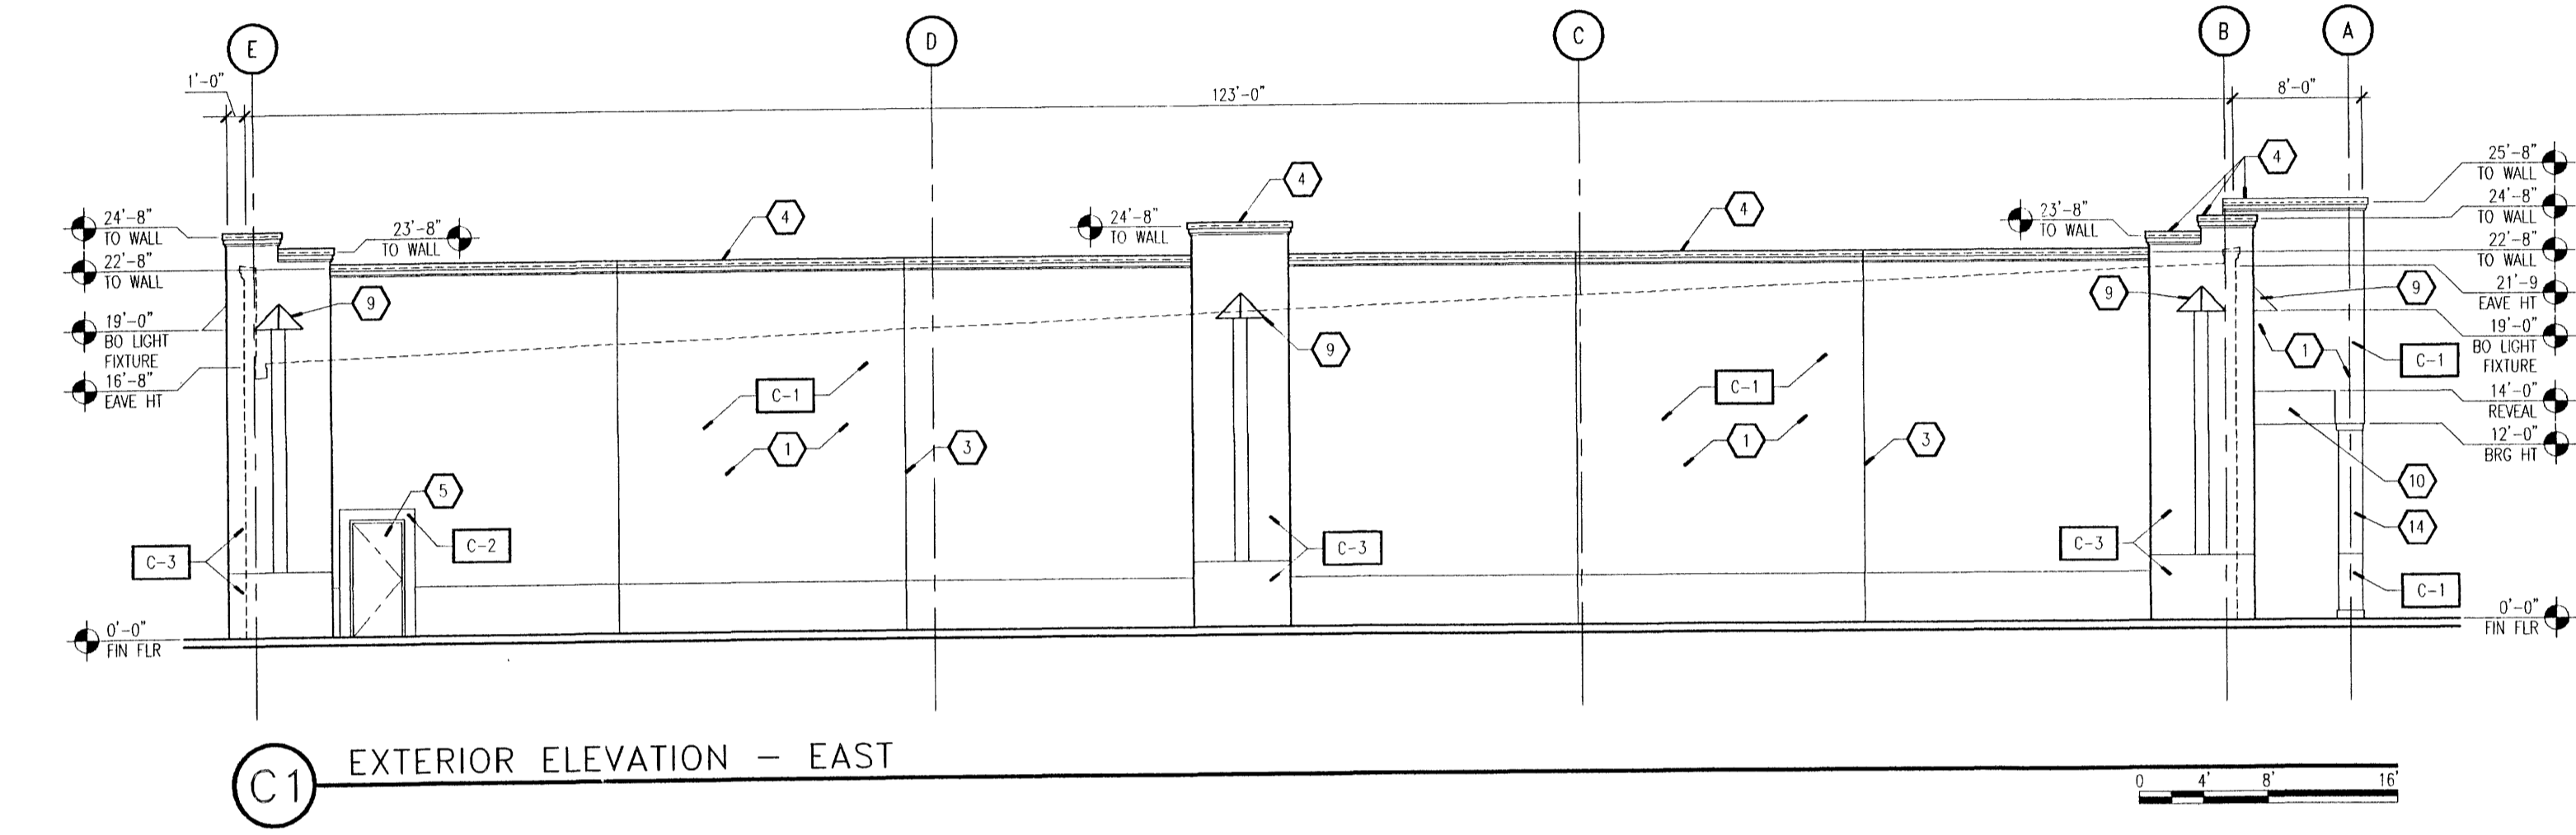 E
D
C
B
A
1'-0"
123'-0"
8'-0"
4
4
4
4
25'-8"
TO WALL
24'-8"
TO WALL
23'-8"
TO WALL
24'-8"
TO WALL
23'-8"
TO WALL
24'-8"
TO WALL
22'-8"
TO WALL
22'-8"
TO WALL
9
9
9
9
21'-9
EAVE HT
19'-0"
BO LIGHT
FIXTURE
19'-0"
BO LIGHT
FIXTURE
16'-8"
EAVE HT
1
C-1
C-1
C-1
14'-0"
REVEAL
12'-0"
BRG HT
1
3
1
3
5
10
14
C-3
C-2
C-3
C-3
C-1
0'-0"
FIN FLR
0'-0"
FIN FLR
C1
EXTERIOR ELEVATION - EAST
0 4' 8' 16'